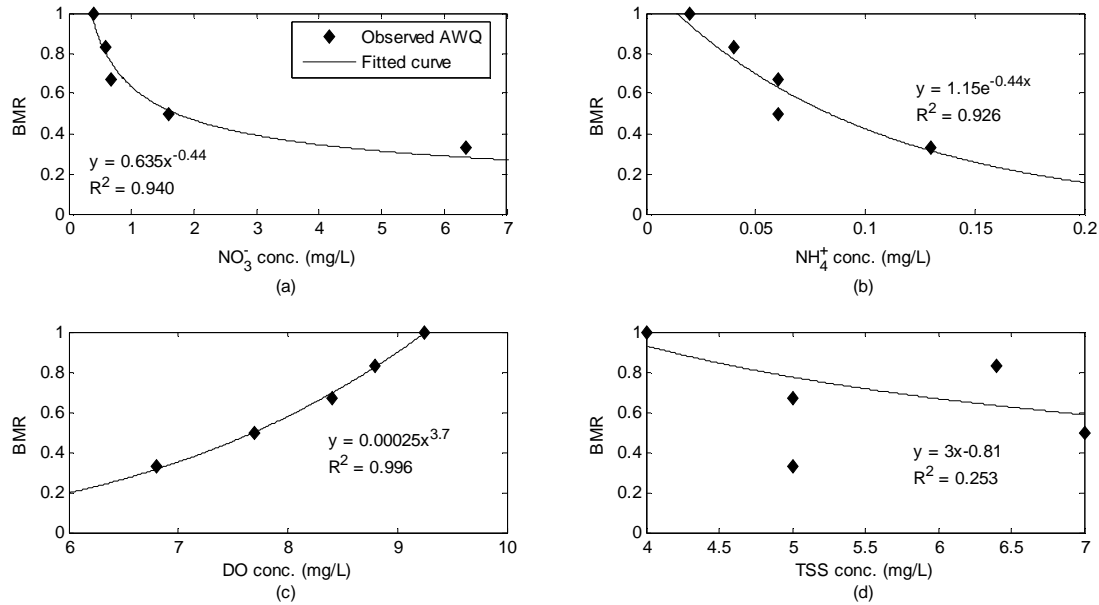 1
0.8
0.6
0.4
0.2
0
BMR
Observed AWQ
Fitted curve
y = 0.635x^-0.44
R^2 = 0.940
0 1 2 3 4 5 6 7
NO3^- conc. (mg/L)
(a)
1
0.8
0.6
0.4
0.2
0
BMR
y = 1.15e^-0.44x
R^2 = 0.926
0 0.05 0.1 0.15 0.2
NH4^+ conc. (mg/L)
(b)
1
0.8
0.6
0.4
0.2
0
BMR
y = 0.00025x^3.7
R^2 = 0.996
6 7 8 9 10
DO conc. (mg/L)
(c)
1
0.8
0.6
0.4
0.2
0
BMR
y = 3x-0.81
R^2 = 0.253
4 4.5 5 5.5 6 6.5 7
TSS conc. (mg/L)
(d)